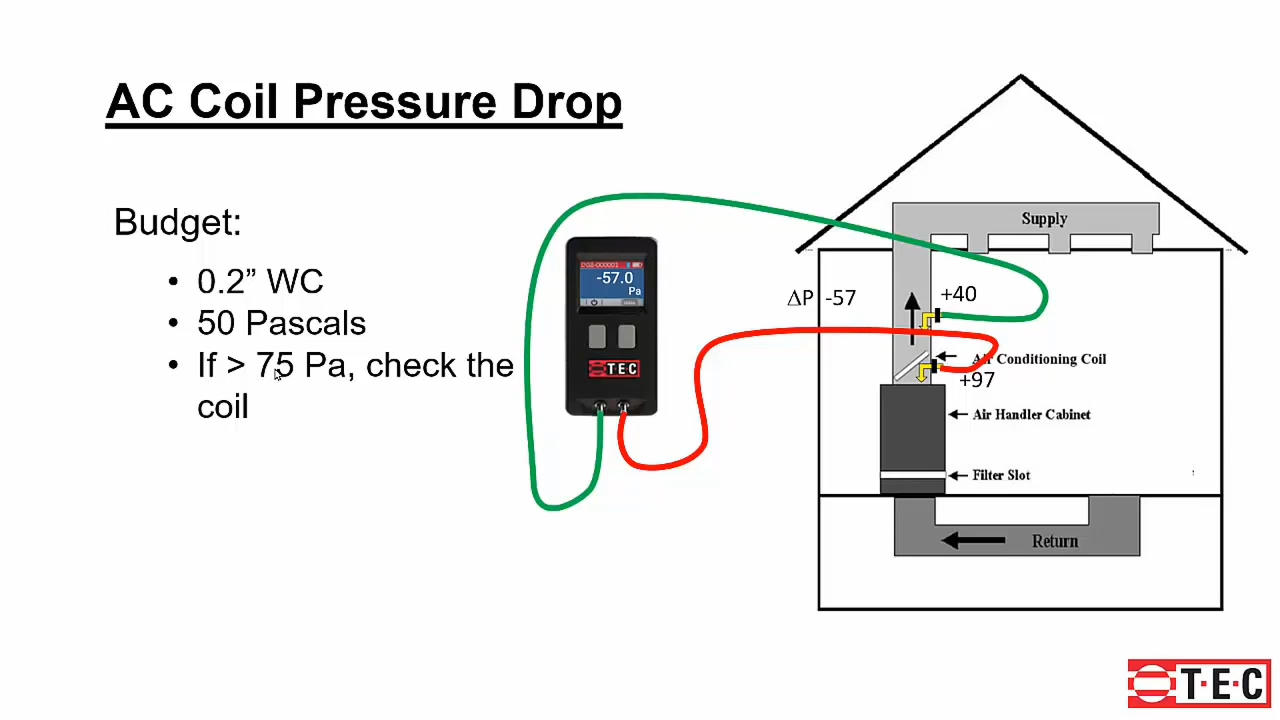 AC Coil Pressure Drop
Budget:
• 0.2” WC
• 50 Pascals
• If > 75 Pa, check the
coil
-57.0
Pa
TEC
ΔP -57
+40
+97
Supply
Air Conditioning Coil
Air Handler Cabinet
Filter Slot
Return
T·E·C